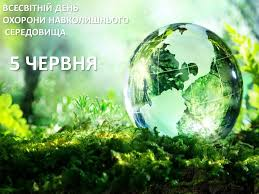 ВСЕСВІТНІЙ ДЕНЬ
ОХОРОНИ НАВКОЛИШНЬОГО
СЕРЕДОВИЩА
5 ЧЕРВНЯ